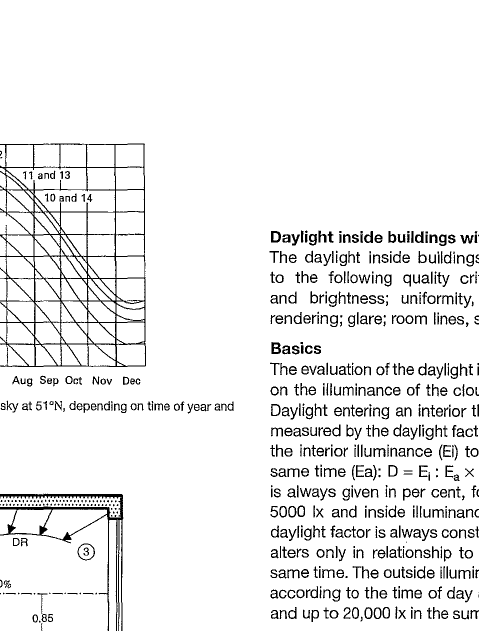 2
11 and 13
10 and 14
Aug Sep Oct Nov Dec
sky at 51°N, depending on time of year and
DR
3
0%
0,85
Daylight inside buildings wi
The daylight inside buildings
to the following quality cri
and brightness; uniformity,
rendering; glare; room lines, s
Basics
The evaluation of the daylight i
on the illuminance of the clou
Daylight entering an interior th
measured by the daylight fact
the interior illuminance (Ei) to
same time (Ea): D = Ei : Ea ×
is always given in per cent, fo
5000 lx and inside illuminanc
daylight factor is always const
alters only in relationship to
same time. The outside illumin
according to the time of day a
and up to 20,000 lx in the sum